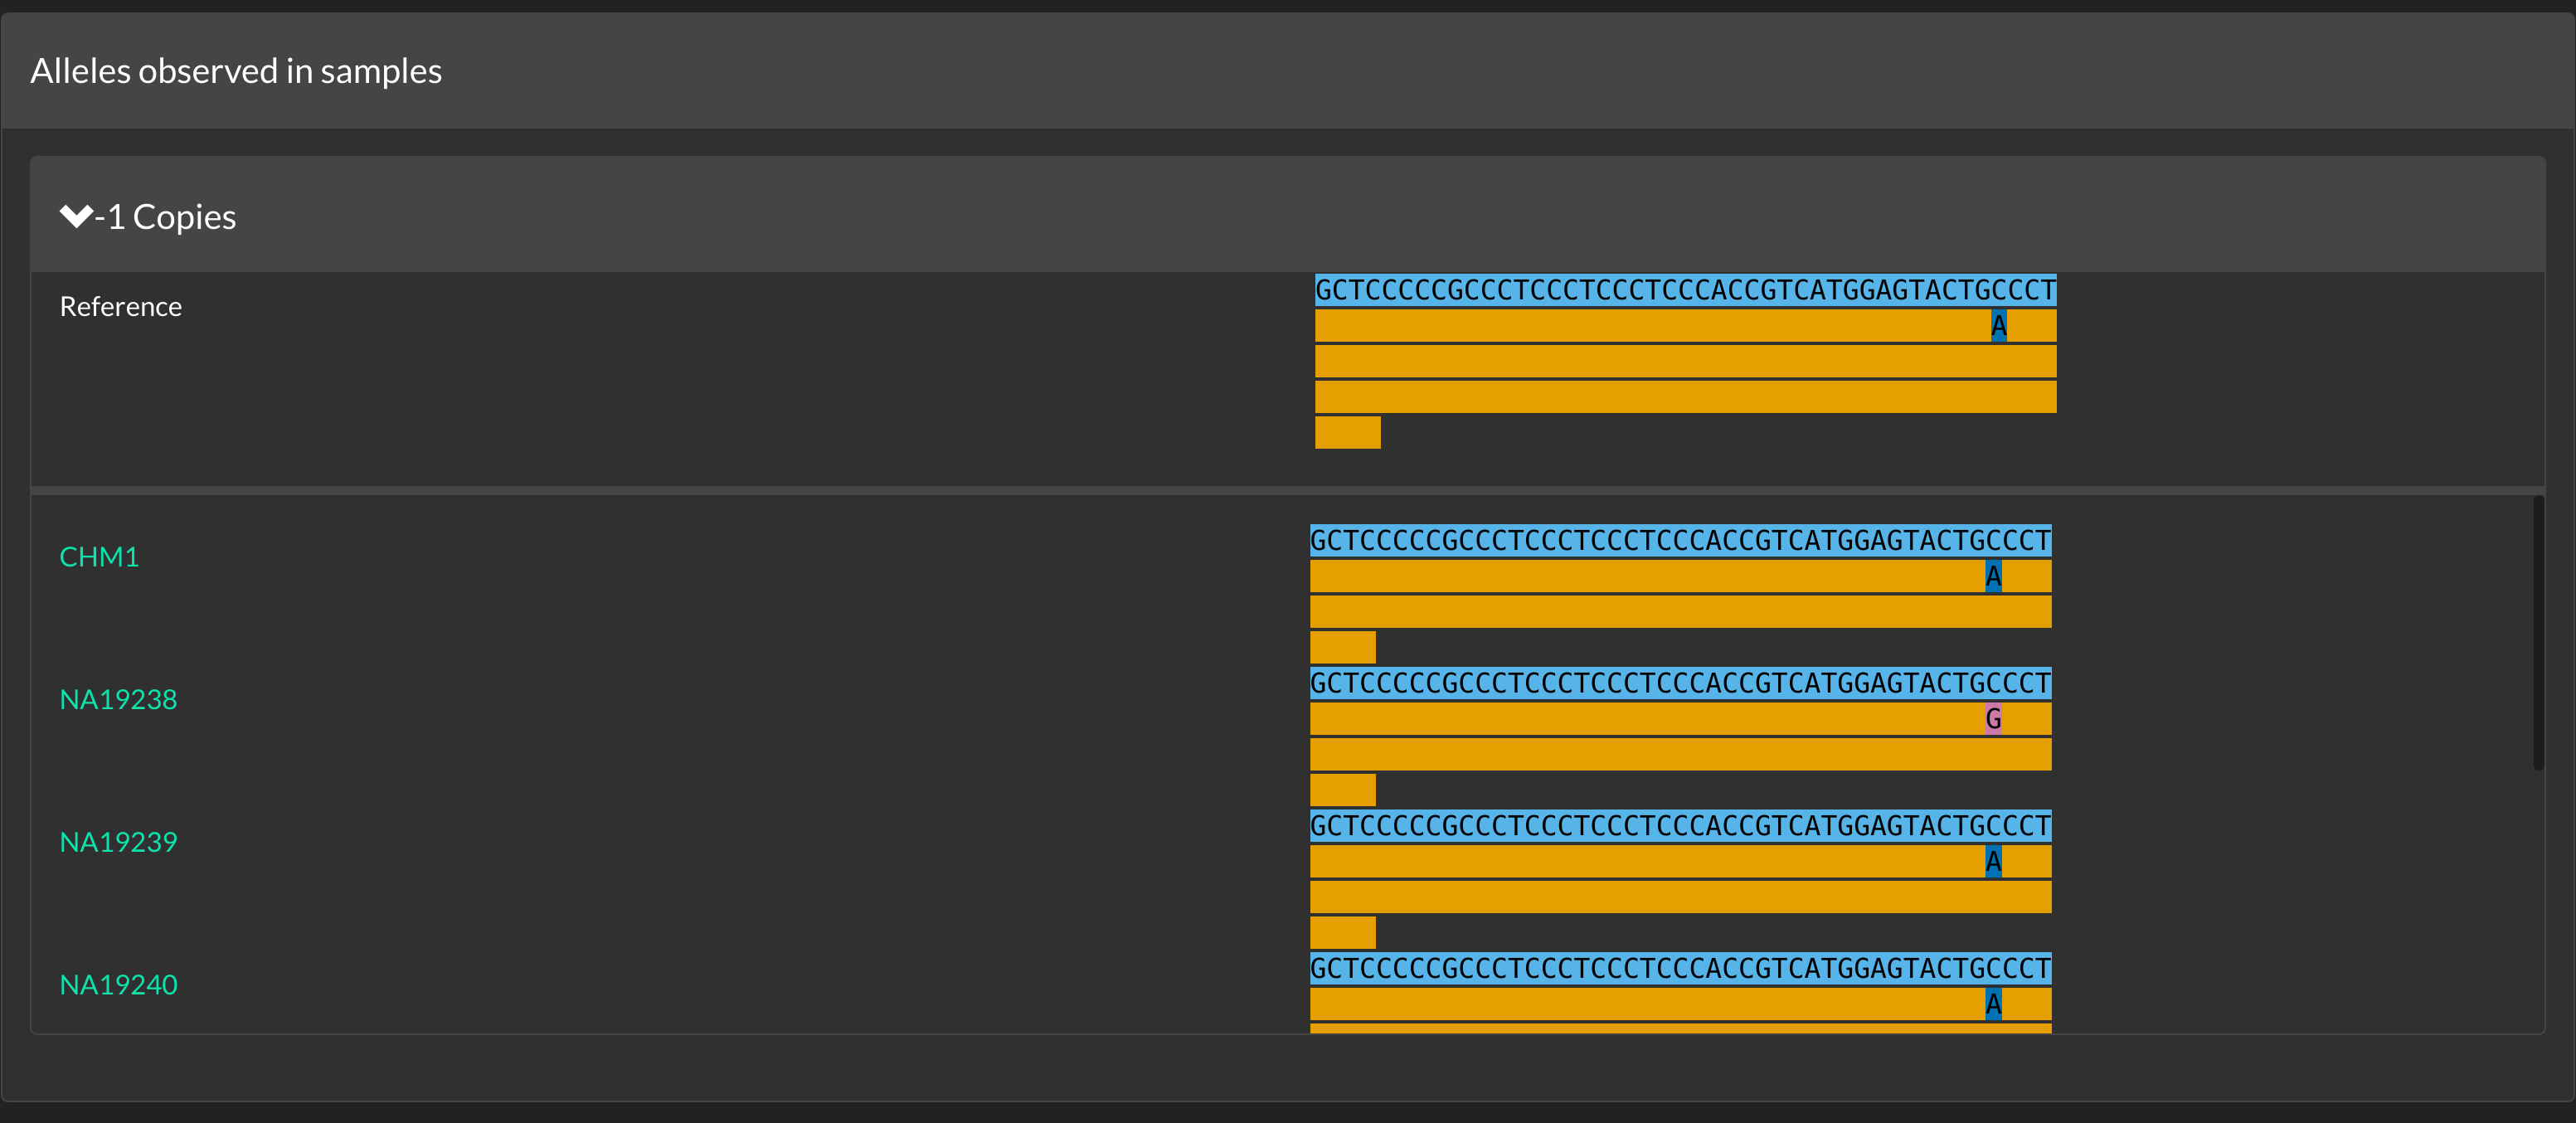 Alleles observed in samples
-1 Copies
Reference
GCTCCCCCGCCCTCCCTCCCTCCCACCGTCATGGAGTACTGCCCT
A
CHM1
GCTCCCCCGCCCTCCCTCCCTCCCACCGTCATGGAGTACTGCCCT
A
NA19238
GCTCCCCCGCCCTCCCTCCCTCCCACCGTCATGGAGTACTGCCCT
G
NA19239
GCTCCCCCGCCCTCCCTCCCTCCCACCGTCATGGAGTACTGCCCT
A
NA19240
GCTCCCCCGCCCTCCCTCCCTCCCACCGTCATGGAGTACTGCCCT
A